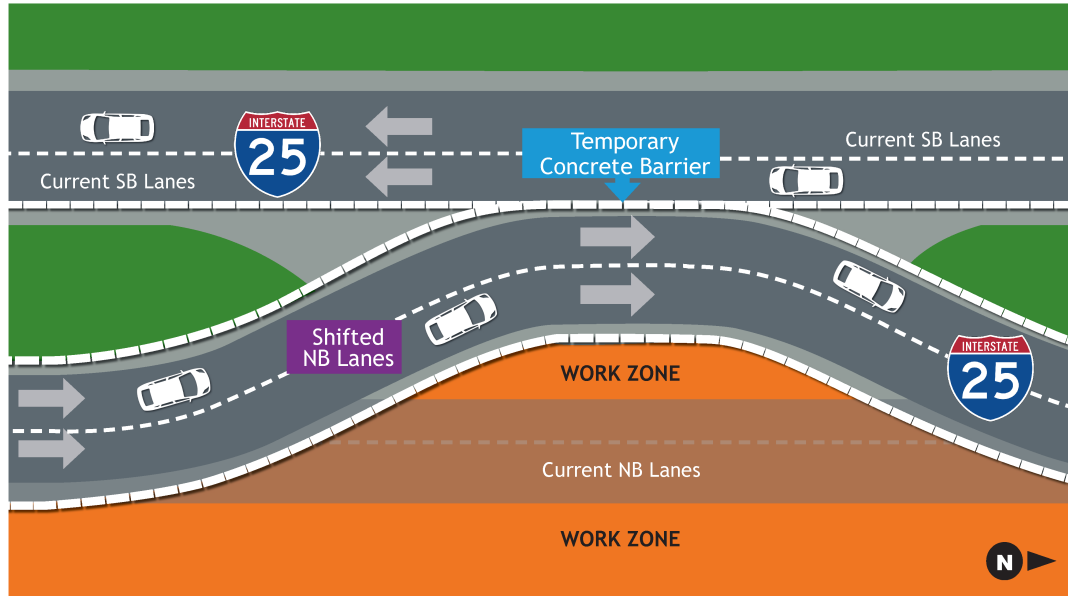 INTERSTATE
25
Temporary
Concrete Barrier
Current SB Lanes
Current SB Lanes
Shifted
NB Lanes
INTERSTATE
25
WORK ZONE
Current NB Lanes
WORK ZONE
N